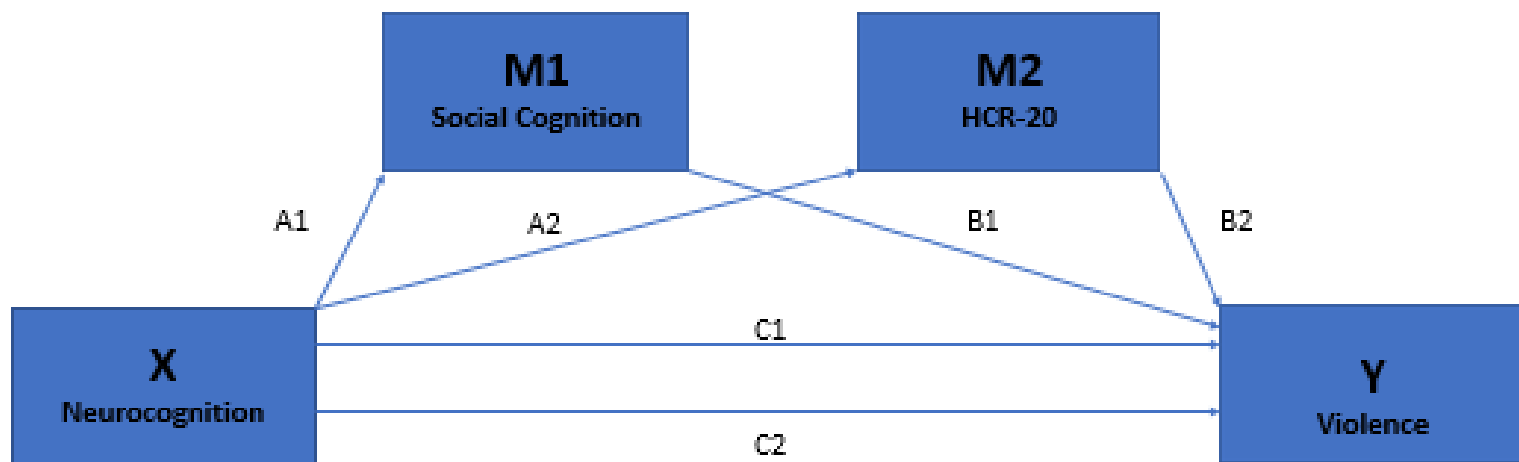 M1
Social Cognition
M2
HCR-20
A1
A2
B1
B2
C1
X
Neurocognition
Y
Violence
C2